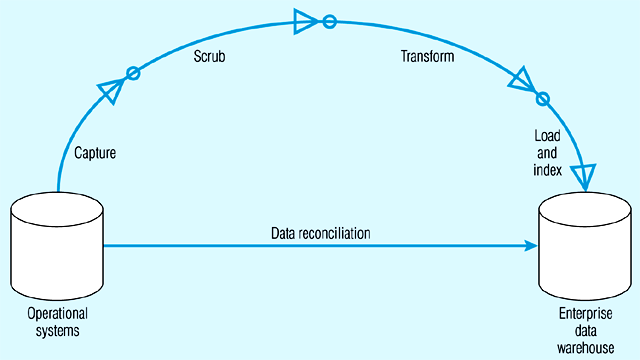 Scrub
Transform
Capture
Load
and
index
Data reconciliation
Operational
systems
Enterprise
data
warehouse